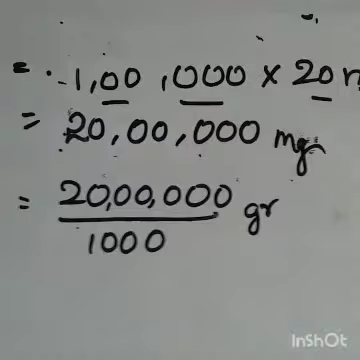 = 1,00,000 × 20 m
= 20,00,000 mg
= 20,00,000 / 1000 gr
InShOt